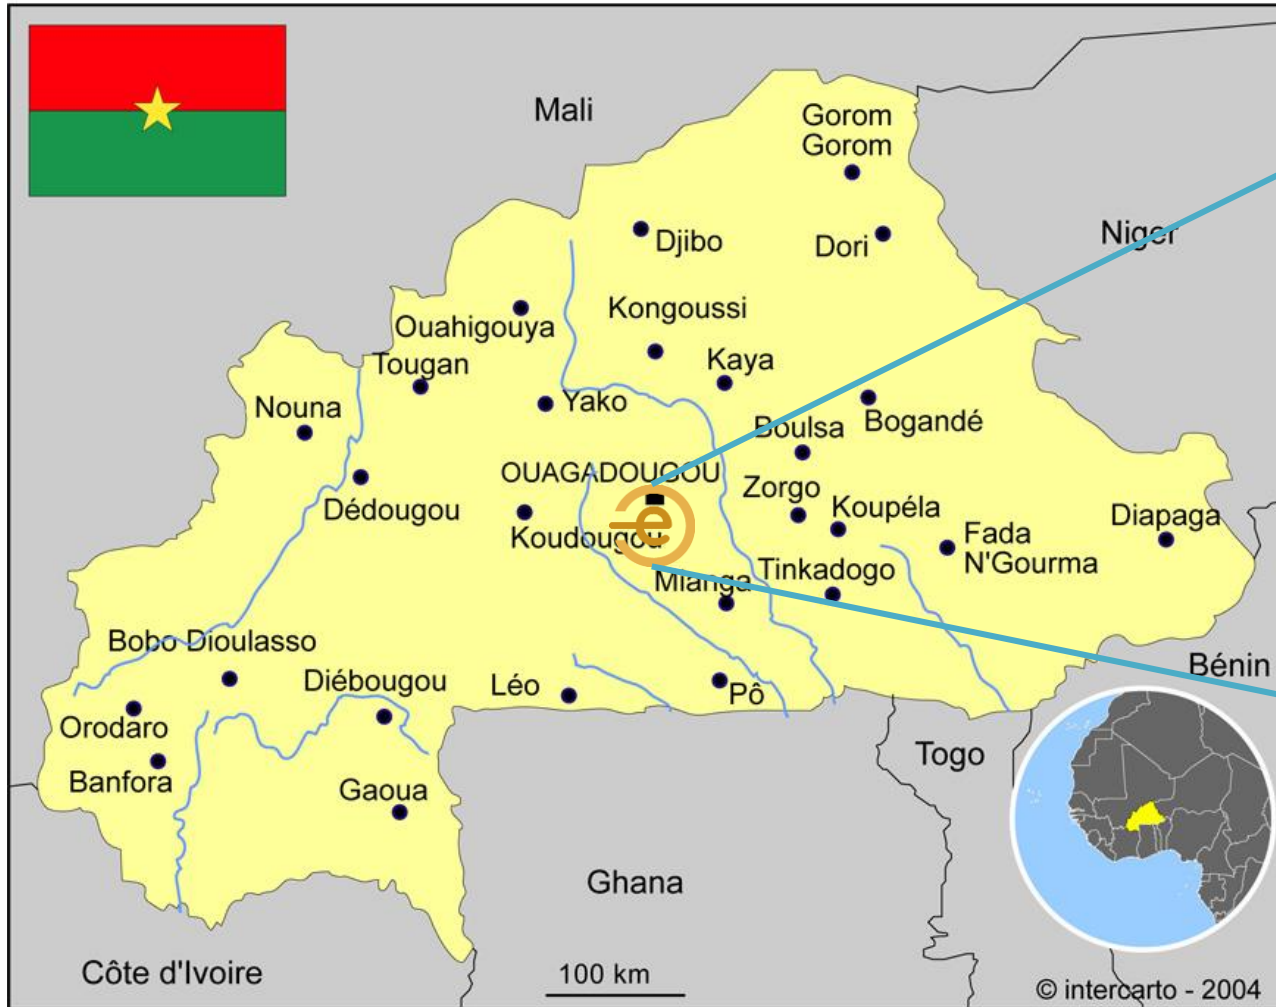 Mali
Gorom
Gorom
Niger
Djibo
Dori
Ouahigouya
Kongoussi
Tougan
Kaya
Nouna
Yako
Bogandé
Boulsa
OUAGADOUGOU
Zorgo
Koupéla
Dédougou
Koudougou
e
Fada
N'Gourma
Diapaga
Mianga
Tinkadogo
Bobo Dioulasso
Diébougou
Léo
Pô
Bénin
Orodaro
Togo
Banfora
Gaoua
Ghana
Côte d'Ivoire
100 km
© intercarto - 2004